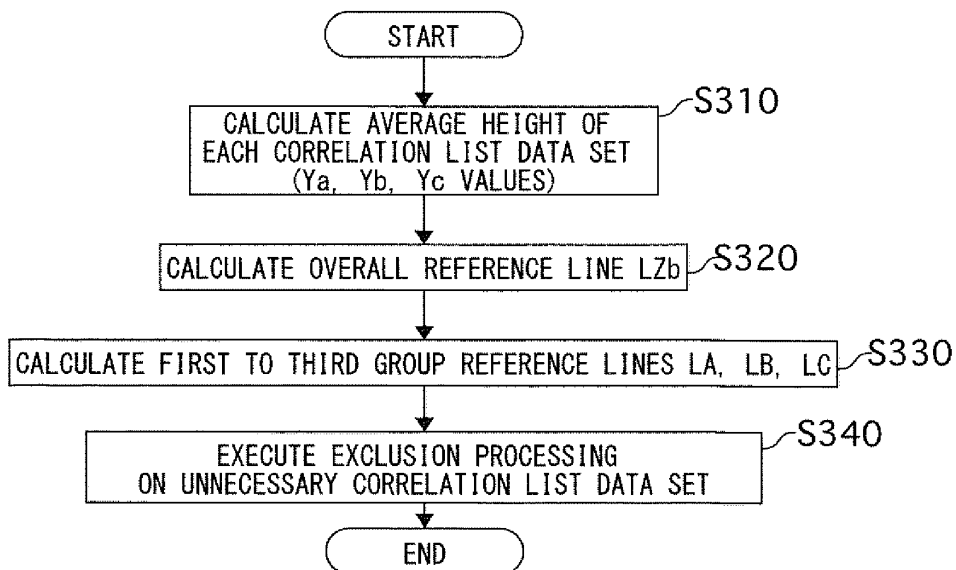 START
S310
CALCULATE AVERAGE HEIGHT OF
EACH CORRELATION LIST DATA SET
(Ya, Yb, Yc VALUES)
S320
CALCULATE OVERALL REFERENCE LINE LZb
S330
CALCULATE FIRST TO THIRD GROUP REFERENCE LINES LA, LB, LC
S340
EXECUTE EXCLUSION PROCESSING
ON UNNECESSARY CORRELATION LIST DATA SET
END